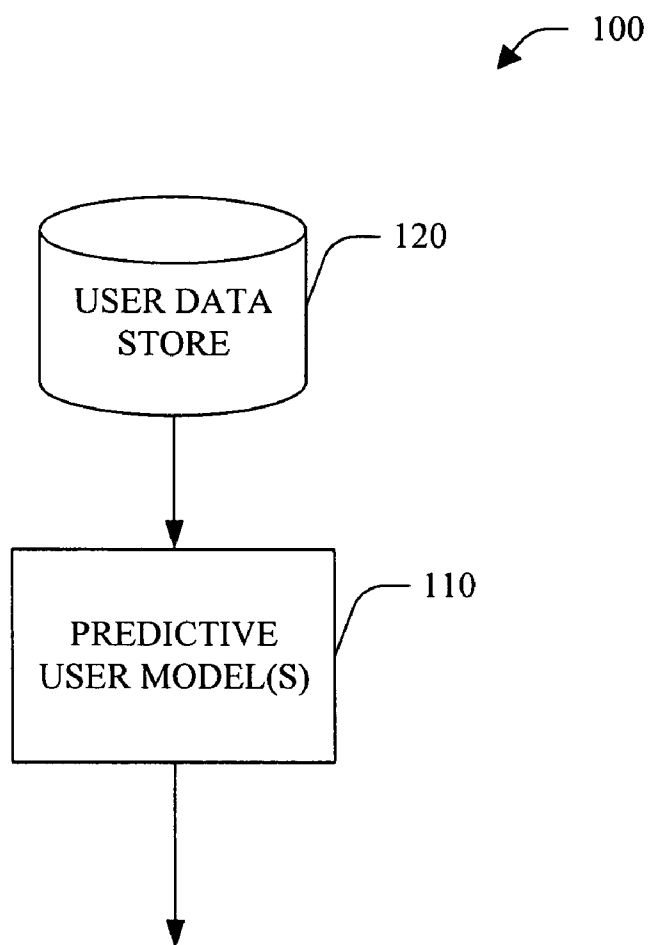 100
120
USER DATA
STORE
110
PREDICTIVE
USER MODEL(S)